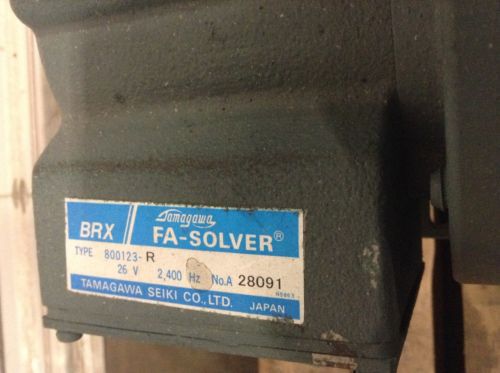 BRX Tamagawa
FA-SOLVER®
TYPE 800123-R
26 V 2,400 Hz No.A 28091
TAMAGAWA SEIKI CO.,LTD. JAPAN